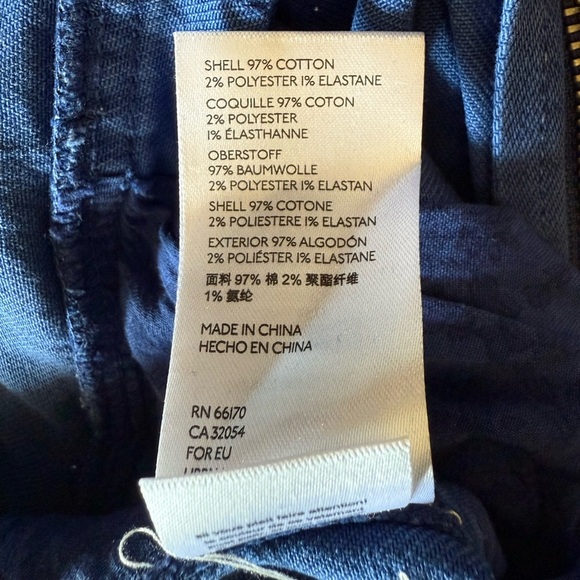 SHELL 97% COTTON
2% POLYESTER 1% ELASTANE
COQUILLE 97% COTON
2% POLYESTER
1% ÉLASTHANNE
OBERSTOFF
97% BAUMWOLLE
2% POLYESTER 1% ELASTAN
SHELL 97% COTONE
2% POLIESTERE 1% ELASTAN
EXTERIOR 97% ALGODÓN
2% POLIÉSTER 1% ELASTANE
面料 97% 棉 2% 聚酯纤维
1% 氨纶
MADE IN CHINA
HECHO EN CHINA
RN 66170
CA 32054
FOR EU
pleit faire attention!